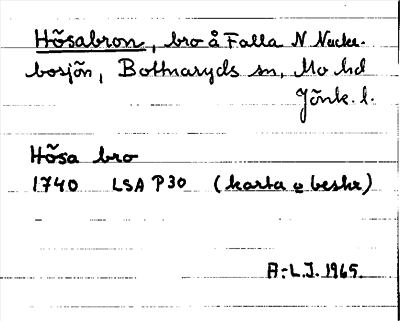 Hösabron, bro å Falla N Nacke-
bosjön, Bottnaryds sn, Mo hd
Jönk. l.
Hösa bro
1740 LSA P30 (karta o beskr)
A.-L.J. 1965